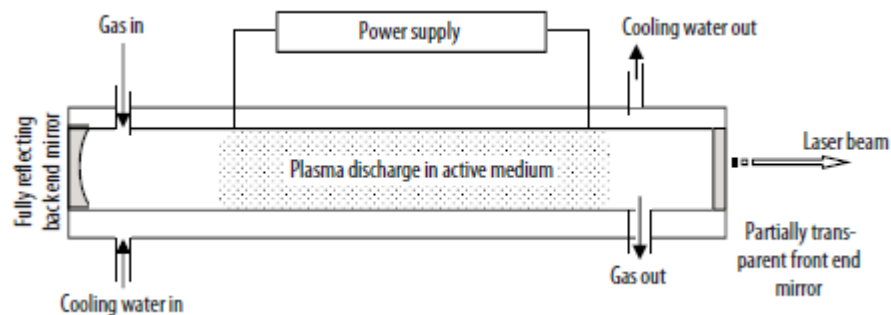 Gas in
Power supply
Cooling water out
Fully reflecting
backend mirror
Plasma discharge in active medium
Laser beam
Partially trans-
parent front end
mirror
Gas out
Cooling water in